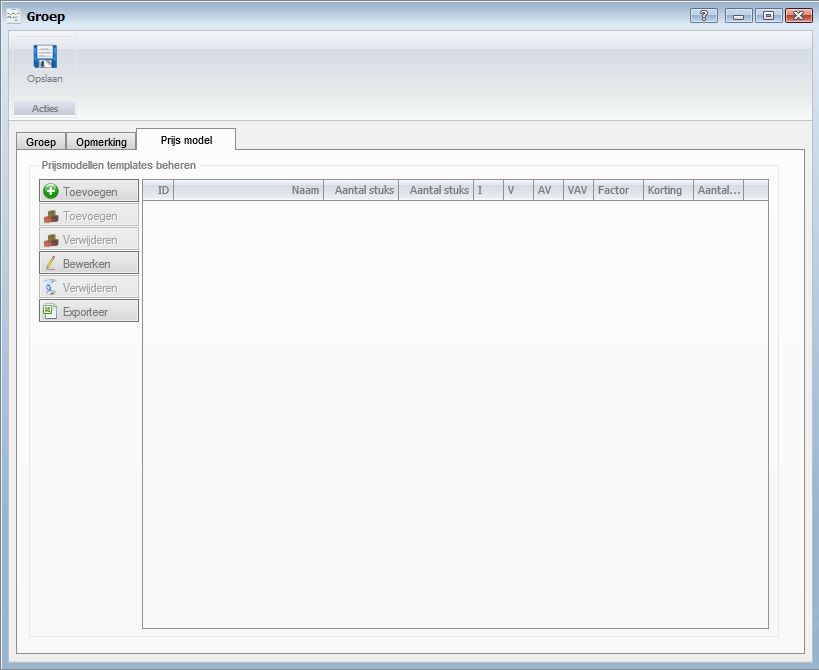 Groep
Opslaan
Acties
Groep Opmerking Prijs model
Prijsmodellen templates beheren
Toevoegen
Toevoegen
Verwijderen
Bewerken
Verwijderen
Exporteer
ID Naam Aantal stuks Aantal stuks I V AV VAV Factor Korting Aantal...